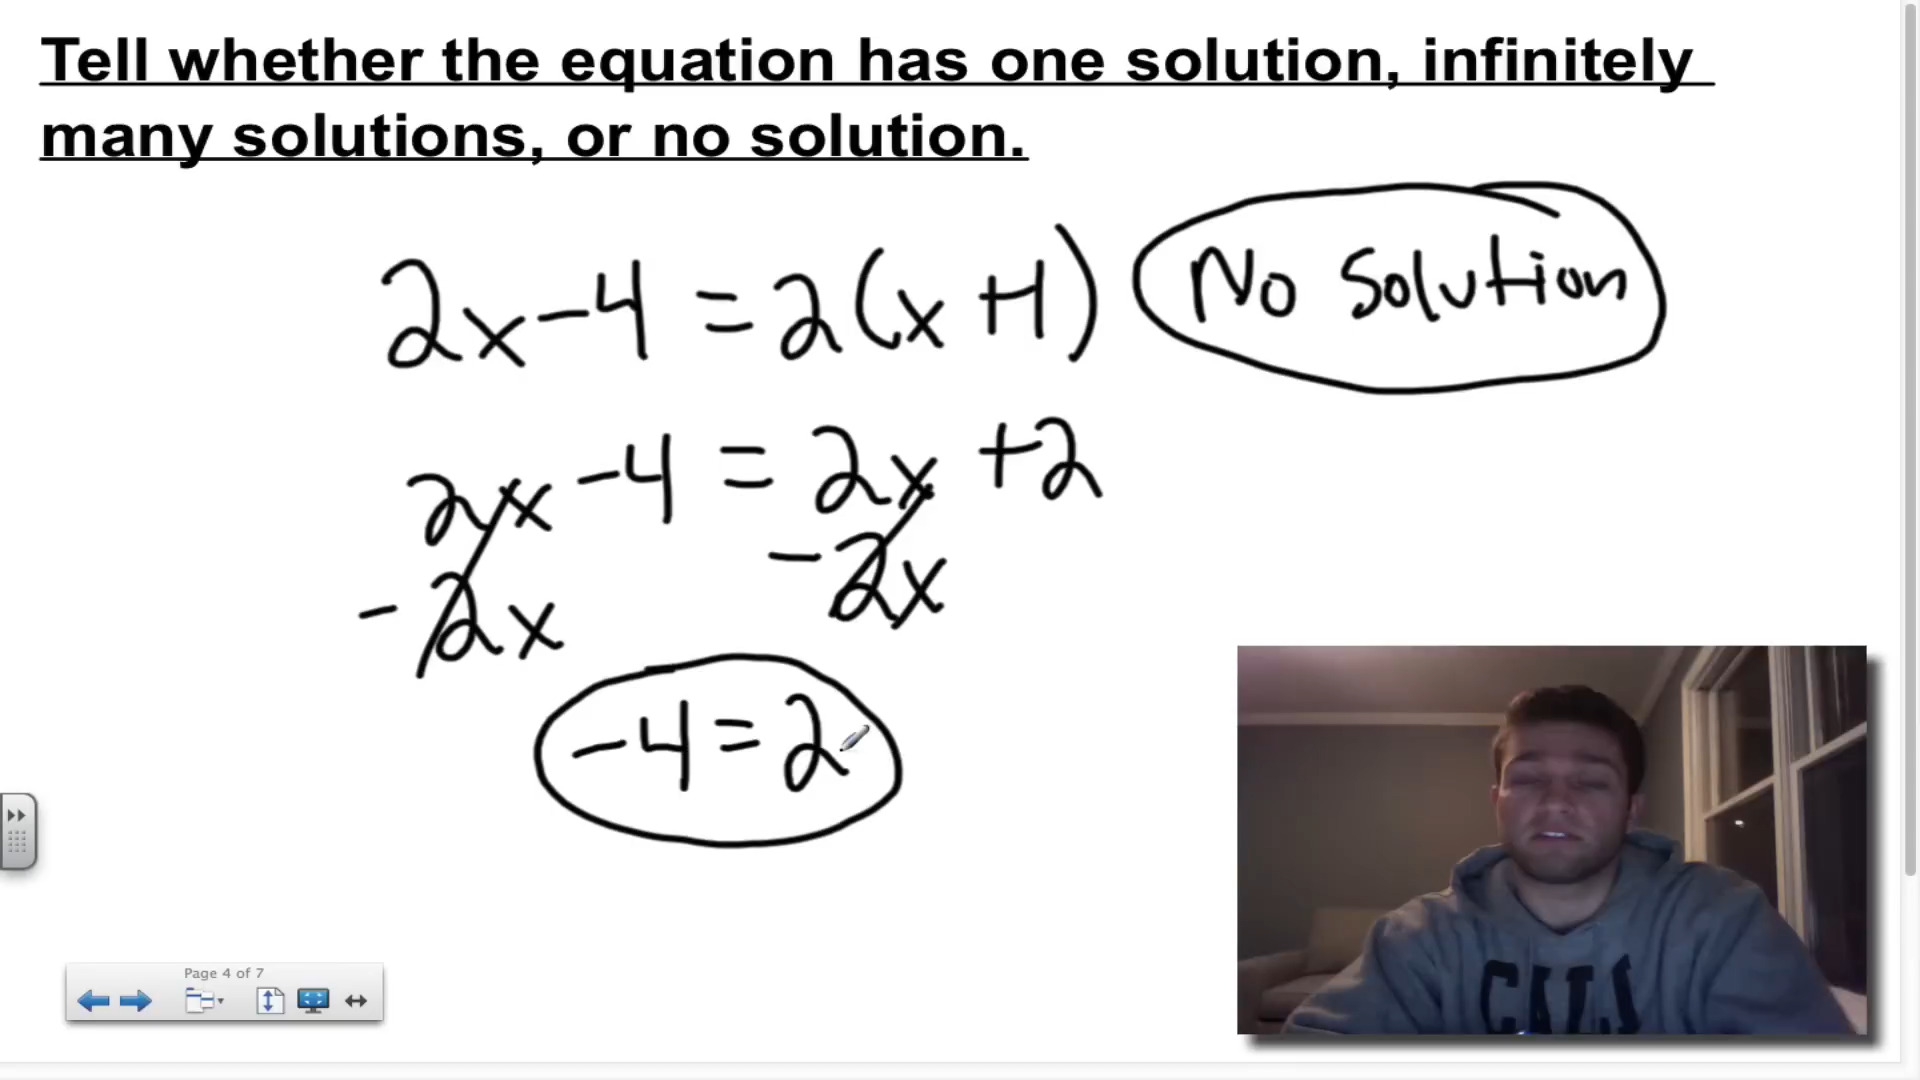 Tell whether the equation has one solution, infinitely
many solutions, or no solution.
2x-4=2(x+1) No Solution
2x-4=2x+2
-2x -2x
-4=2
Page 4 of 7
CALI